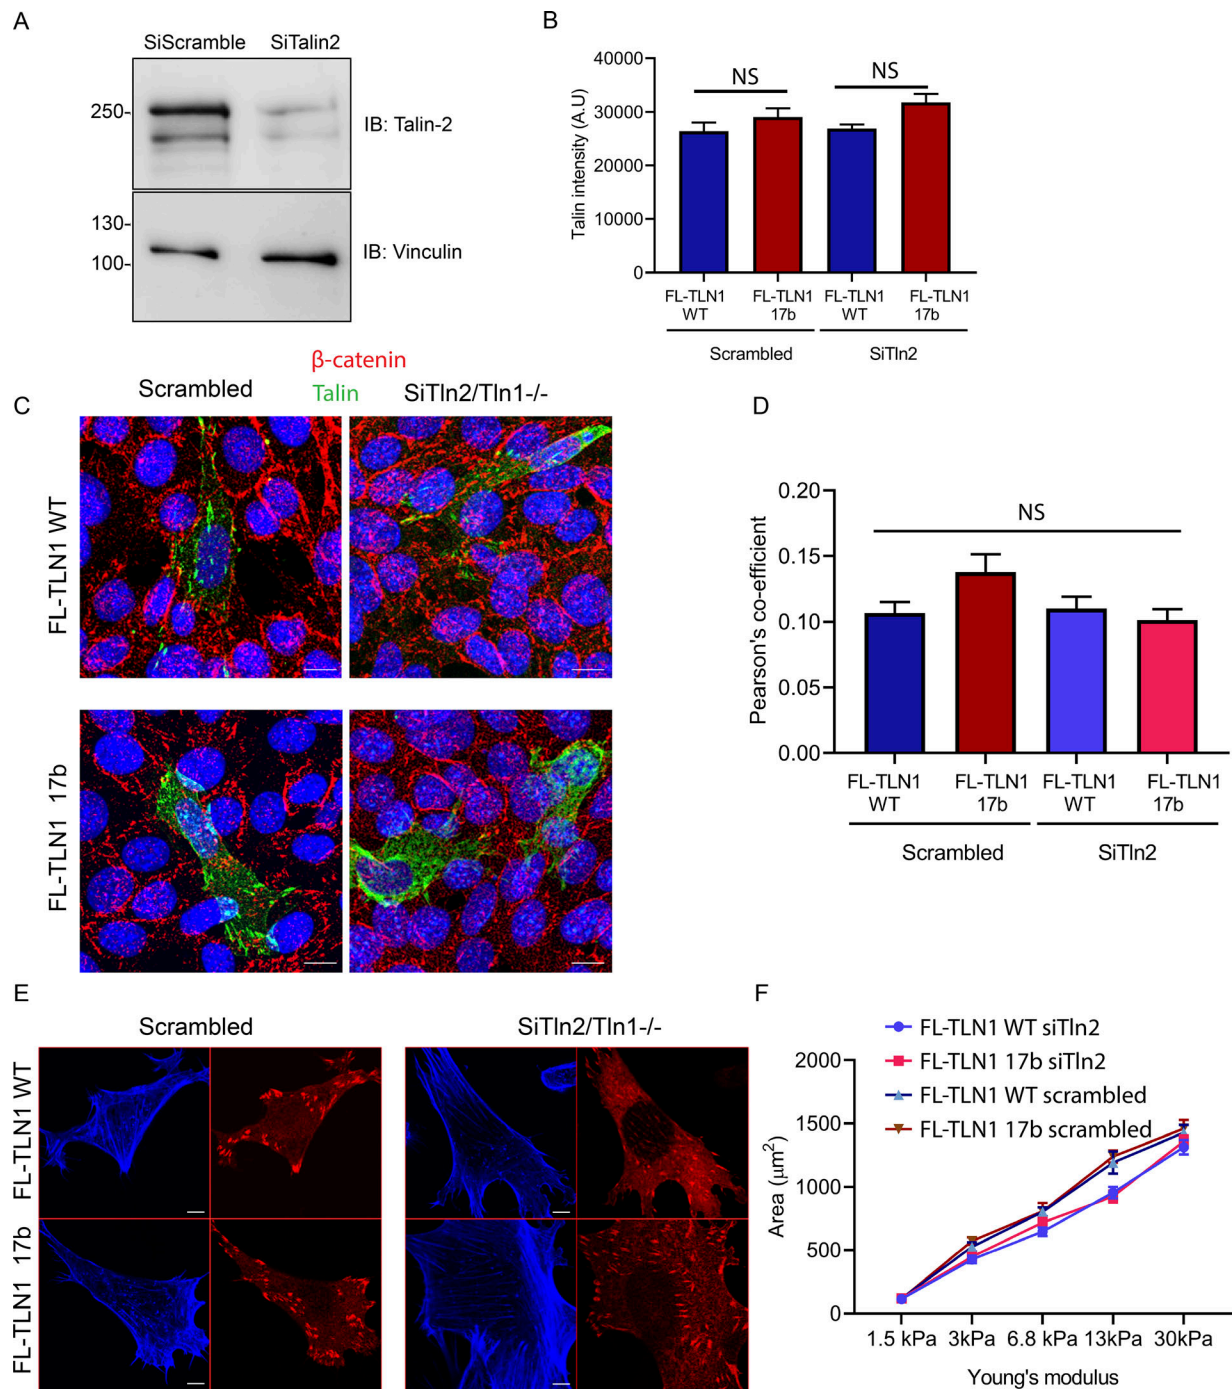 A
SiScramble SiTalin2
250-
IB: Talin-2
130-
100-
IB: Vinculin
B
40000
30000
20000
10000
0
Talin intensity (A.U)
NS
NS
FL-TLN1 WT
FL-TLN1 17b
FL-TLN1 WT
FL-TLN1 17b
Scrambled
SiTln2
C
β-catenin
Talin
Scrambled
SiTln2/Tln1-/-
FL-TLN1 WT
FL-TLN1 17b
D
0.20
0.15
0.10
0.05
0.00
Pearson's co-efficient
NS
FL-TLN1 WT
FL-TLN1 17b
FL-TLN1 WT
FL-TLN1 17b
Scrambled
SiTln2
E
Scrambled
SiTln2/Tln1-/-
FL-TLN1 WT
FL-TLN1 17b
F
FL-TLN1 WT siTln2
FL-TLN1 17b siTln2
FL-TLN1 WT scrambled
FL-TLN1 17b scrambled
2000
1500
1000
500
0
Area (μm²)
1.5 kPa 3kPa 6.8 kPa 13kPa 30kPa
Young's modulus